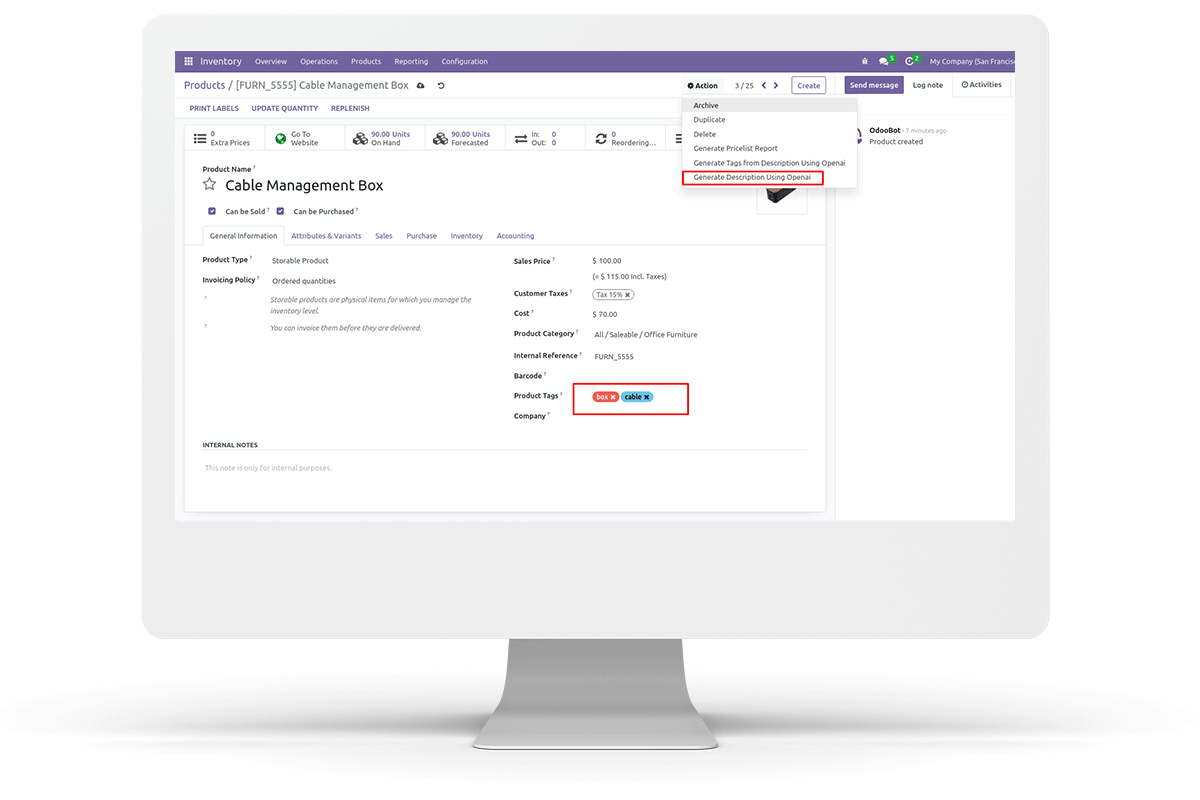 Inventory Overview Operations Products Reporting Configuration 5 2 My Company (San Francisc
Products / [FURN_5555] Cable Management Box Action 3 / 25 Create Send message Log note Activities
PRINT LABELS UPDATE QUANTITY REPLENISH
Archive
Duplicate
Delete
Generate Pricelist Report
Generate Tags from Description Using Openai
Generate Description Using Openai
OdooBot - 7 minutes ago
Product created
0
Extra Prices
Go To
Website
90.00 Units
On Hand
90.00 Units
Forecasted
In: 0
Out: 0
0
Reordering...
Product Name ?
Cable Management Box
Can be Sold ? Can be Purchased ?
General Information Attributes & Variants Sales Purchase Inventory Accounting
Product Type ? Storable Product
Invoicing Policy ? Ordered quantities
? Storable products are physical items for which you manage the
inventory level.
? You can invoice them before they are delivered.
Sales Price ? $ 100.00
(= $ 115.00 Incl. Taxes)
Customer Taxes ? Tax 15% ×
Cost ? $ 70.00
Product Category ? All / Saleable / Office Furniture
Internal Reference ? FURN_5555
Barcode ?
Product Tags ? box × cable ×
Company ?
INTERNAL NOTES
This note is only for internal purposes.